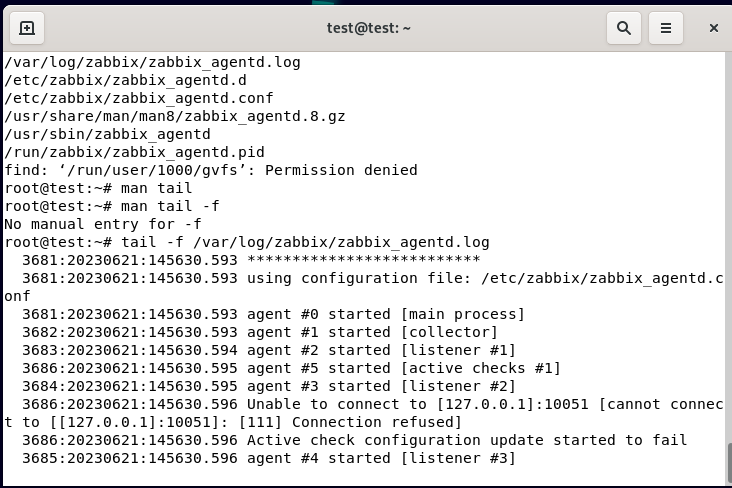 test@test: ~
/var/log/zabbix/zabbix_agentd.log
/etc/zabbix/zabbix_agentd.d
/etc/zabbix/zabbix_agentd.conf
/usr/share/man/man8/zabbix_agentd.8.gz
/usr/sbin/zabbix_agentd
/run/zabbix/zabbix_agentd.pid
find: ‘/run/user/1000/gvfs’: Permission denied
root@test:~# man tail
root@test:~# man tail -f
No manual entry for -f
root@test:~# tail -f /var/log/zabbix/zabbix_agentd.log
  3681:20230621:145630.593 **************************
  3681:20230621:145630.593 using configuration file: /etc/zabbix/zabbix_agentd.c
onf
  3681:20230621:145630.593 agent #0 started [main process]
  3682:20230621:145630.593 agent #1 started [collector]
  3683:20230621:145630.594 agent #2 started [listener #1]
  3686:20230621:145630.595 agent #5 started [active checks #1]
  3684:20230621:145630.595 agent #3 started [listener #2]
  3686:20230621:145630.596 Unable to connect to [127.0.0.1]:10051 [cannot connec
t to [[127.0.0.1]:10051]: [111] Connection refused]
  3686:20230621:145630.596 Active check configuration update started to fail
  3685:20230621:145630.596 agent #4 started [listener #3]